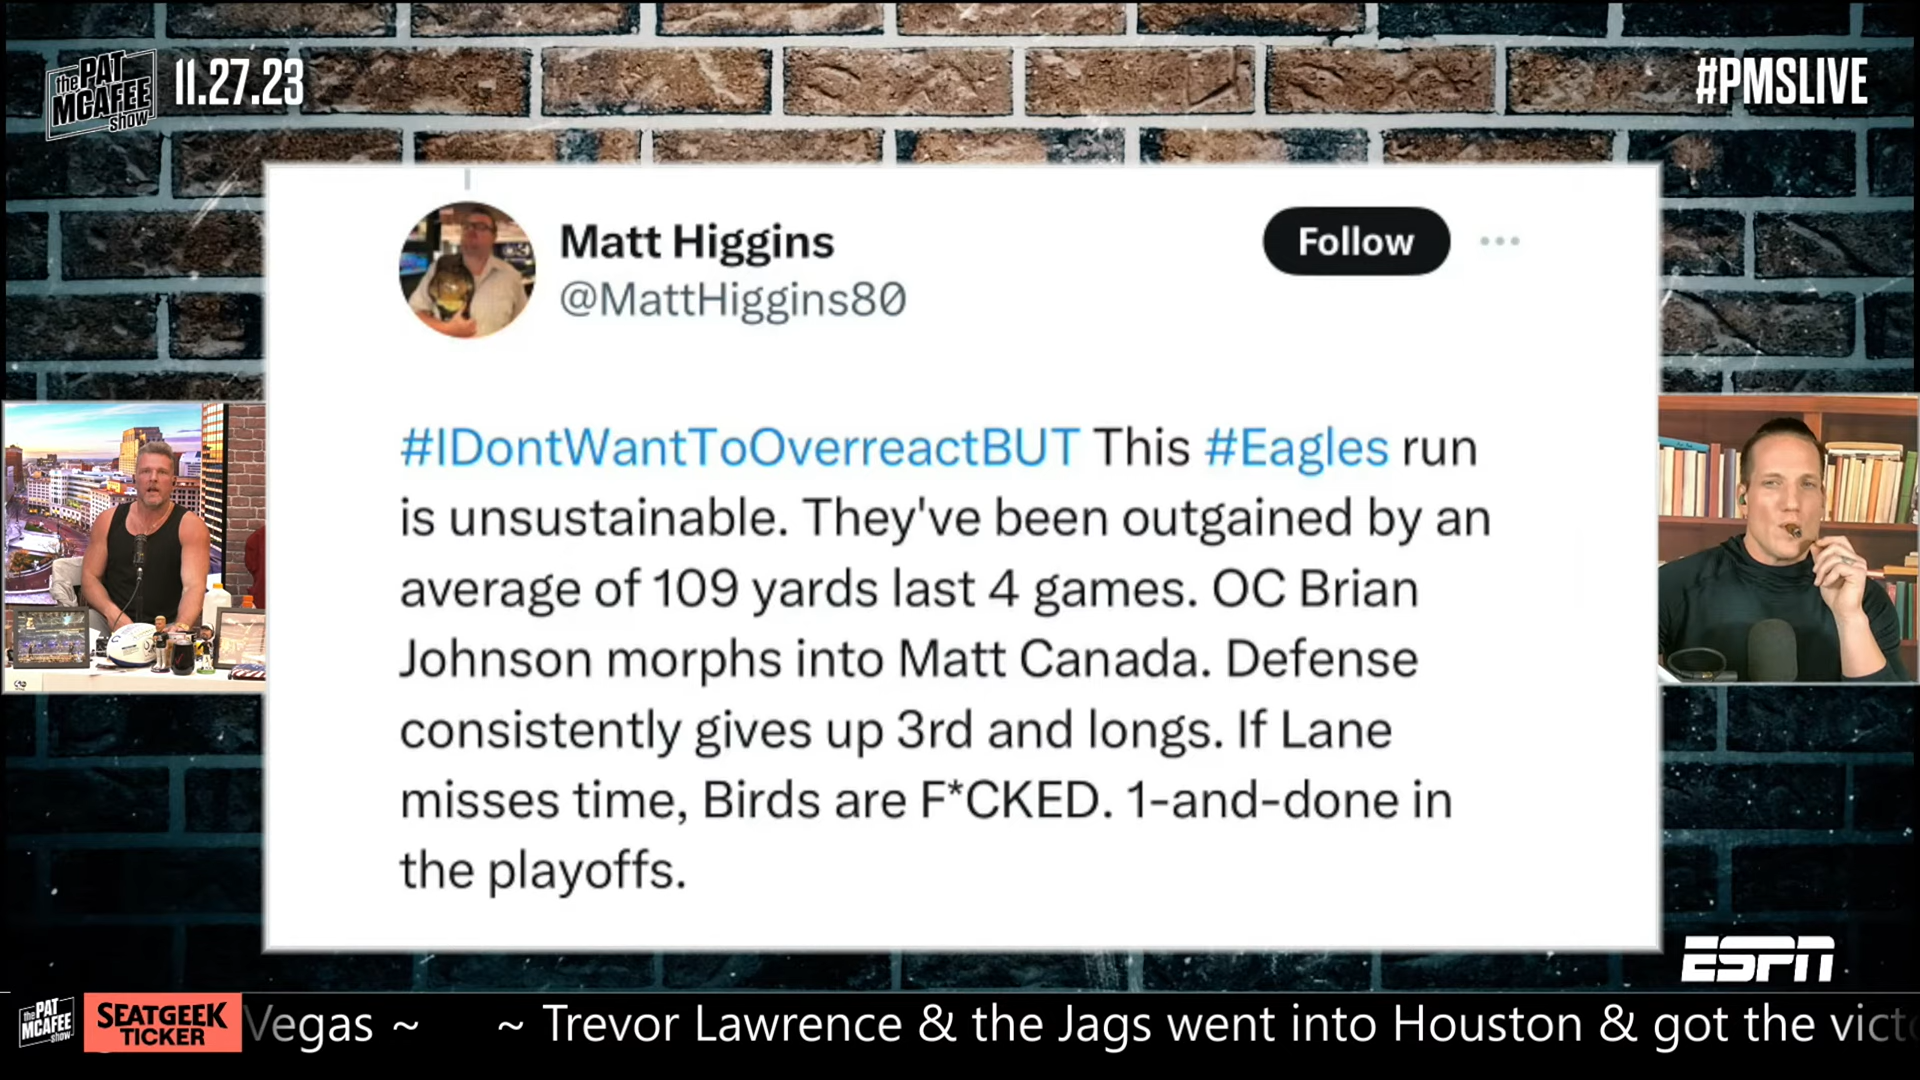 the PAT MCAFEE show
11.27.23
#PMSLIVE
Matt Higgins
@MattHiggins80
Follow
#IDontWantToOverreactBUT This #Eagles run
is unsustainable. They've been outgained by an
average of 109 yards last 4 games. OC Brian
Johnson morphs into Matt Canada. Defense
consistently gives up 3rd and longs. If Lane
misses time, Birds are F*CKED. 1-and-done in
the playoffs.
ESPN
the PAT MCAFEE show
SEATGEEK
TICKER
Vegas ~ ~ Trevor Lawrence & the Jags went into Houston & got the